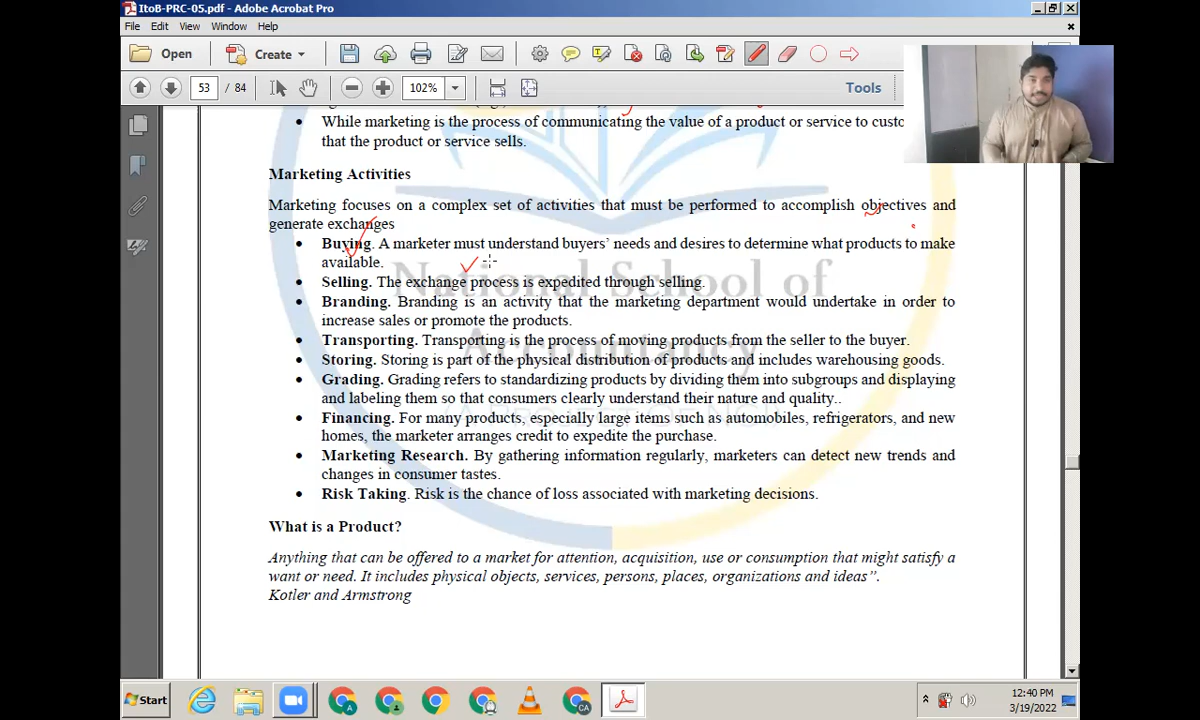 ItoB-PRC-05.pdf - Adobe Acrobat Pro
File Edit View Window Help
Open Create
53 / 84 102% Tools
While marketing is the process of communicating the value of a product or service to custo
that the product or service sells.
Marketing Activities
Marketing focuses on a complex set of activities that must be performed to accomplish objectives and
generate exchanges
• Buying. A marketer must understand buyers’ needs and desires to determine what products to make
available.
• Selling. The exchange process is expedited through selling.
• Branding. Branding is an activity that the marketing department would undertake in order to
increase sales or promote the products.
• Transporting. Transporting is the process of moving products from the seller to the buyer.
• Storing. Storing is part of the physical distribution of products and includes warehousing goods.
• Grading. Grading refers to standardizing products by dividing them into subgroups and displaying
and labeling them so that consumers clearly understand their nature and quality..
• Financing. For many products, especially large items such as automobiles, refrigerators, and new
homes, the marketer arranges credit to expedite the purchase.
• Marketing Research. By gathering information regularly, marketers can detect new trends and
changes in consumer tastes.
• Risk Taking. Risk is the chance of loss associated with marketing decisions.
National School of
Accountancy
What is a Product?
Anything that can be offered to a market for attention, acquisition, use or consumption that might satisfy a
want or need. It includes physical objects, services, persons, places, organizations and ideas”.
Kotler and Armstrong
Start
12:40 PM
3/19/2022